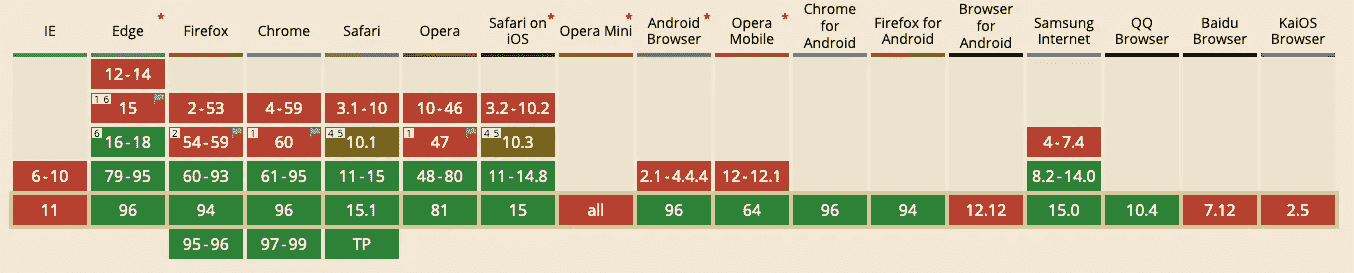 IE Edge * Firefox Chrome Safari Opera Safari on iOS * Opera Mini * Android Browser * Opera Mobile * Chrome for Android Firefox for Android Browser for Android Samsung Internet QQ Browser Baidu Browser KaiOS Browser
12-14
1 6 15 2-53 4-59 3.1-10 10-46 3.2-10.2
6 16-18 2 54-59 1 60 4 5 10.1 1 47 4 5 10.3 4-7.4
6-10 79-95 60-93 61-95 11-15 48-80 11-14.8 2.1-4.4.4 12-12.1 8.2-14.0
11 96 94 96 15.1 81 15 all 96 64 96 94 12.12 15.0 10.4 7.12 2.5
95-96 97-99 TP